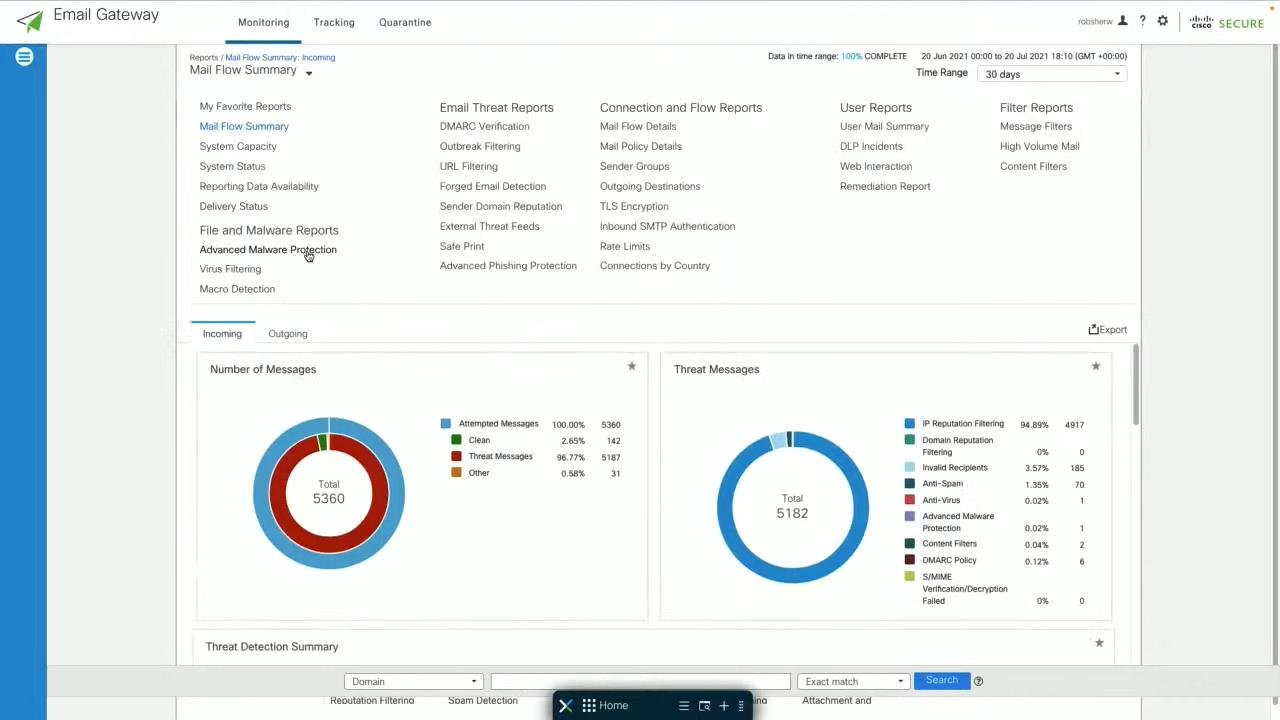 Email Gateway
Monitoring Tracking Quarantine
robsherw ? cisco SECURE
Reports / Mail Flow Summary: Incoming
Data in time range: 100% COMPLETE 20 Jun 2021 00:00 to 20 Jul 2021 18:10 (GMT +00:00)
Mail Flow Summary
Time Range 30 days
My Favorite Reports
Mail Flow Summary
System Capacity
System Status
Reporting Data Availability
Delivery Status
File and Malware Reports
Advanced Malware Protection
Virus Filtering
Macro Detection
Email Threat Reports
DMARC Verification
Outbreak Filtering
URL Filtering
Forged Email Detection
Sender Domain Reputation
External Threat Feeds
Safe Print
Advanced Phishing Protection
Connection and Flow Reports
Mail Flow Details
Mail Policy Details
Sender Groups
Outgoing Destinations
TLS Encryption
Inbound SMTP Authentication
Rate Limits
Connections by Country
User Reports
User Mail Summary
DLP Incidents
Web Interaction
Remediation Report
Filter Reports
Message Filters
High Volume Mail
Content Filters
Incoming Outgoing
Export
Number of Messages
Total
5360
Attempted Messages 100.00% 5360
Clean 2.65% 142
Threat Messages 96.77% 5187
Other 0.58% 31
Threat Messages
Total
5182
IP Reputation Filtering 94.89% 4917
Domain Reputation
Filtering 0% 0
Invalid Recipients 3.57% 185
Anti-Spam 1.35% 70
Anti-Virus 0.02% 1
Advanced Malware
Protection 0.02% 1
Content Filters 0.04% 2
DMARC Policy 0.12% 6
S/MIME
Verification/Decryption
Failed 0% 0
Threat Detection Summary
Domain Exact match Search ?
Reputation Filtering Spam Detection Attachment and
Home